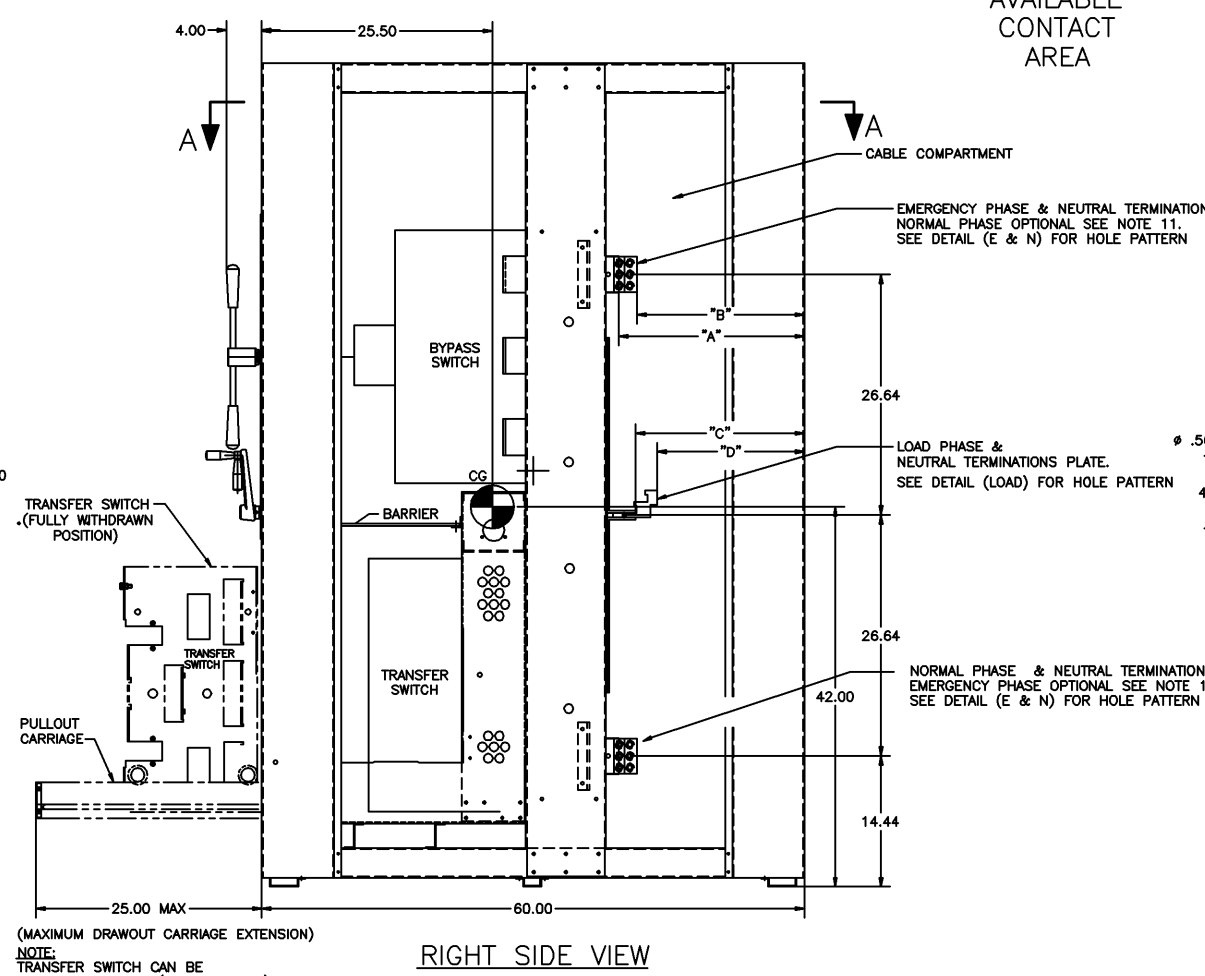 AVAILABLE
CONTACT
AREA
4.00
25.50
A
A
CABLE COMPARTMENT
EMERGENCY PHASE & NEUTRAL TERMINATION
NORMAL PHASE OPTIONAL SEE NOTE 11.
SEE DETAIL (E & N) FOR HOLE PATTERN
"B"
"A"
BYPASS
SWITCH
26.64
"C"
"D"
LOAD PHASE &
NEUTRAL TERMINATIONS PLATE.
SEE DETAIL (LOAD) FOR HOLE PATTERN
CG
BARRIER
TRANSFER SWITCH
.(FULLY WITHDRAWN
POSITION)
TRANSFER
SWITCH
TRANSFER
SWITCH
26.64
42.00
NORMAL PHASE & NEUTRAL TERMINATION
EMERGENCY PHASE OPTIONAL SEE NOTE 1
SEE DETAIL (E & N) FOR HOLE PATTERN
PULLOUT
CARRIAGE
14.44
25.00 MAX
60.00
(MAXIMUM DRAWOUT CARRIAGE EXTENSION)
NOTE:
TRANSFER SWITCH CAN BE
RIGHT SIDE VIEW